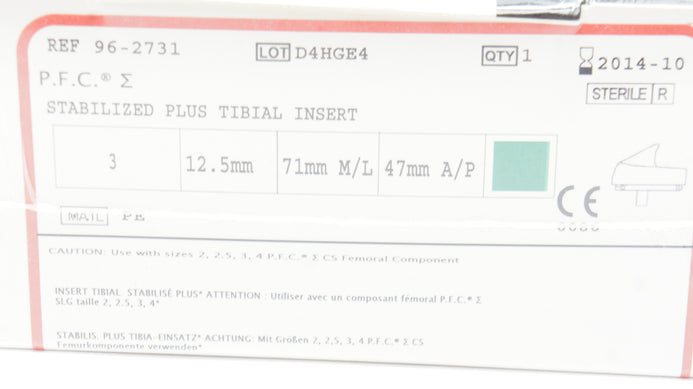 REF 96-2731 LOT D4HGE4 QTY 1 2014-10
P.F.C.® Σ STERILE R
STABILIZED PLUS TIBIAL INSERT
3 12.5mm 71mm M/L 47mm A/P
CE
CAUTION: Use with sizes 2, 2.5, 3, 4 P.F.C.® Σ CS Femoral Component
INSERT TIBIAL. STABILISÉ PLUS* ATTENTION : Utiliser avec un composant fémoral P.F.C.® Σ
SLG taille 2, 2.5, 3, 4*
STABILIS. PLUS TIBIA-EINSATZ* ACHTUNG: Mit Größen 2, 2,5, 3, 4 P.F.C.® Σ CS
Femurkomponente verwenden*